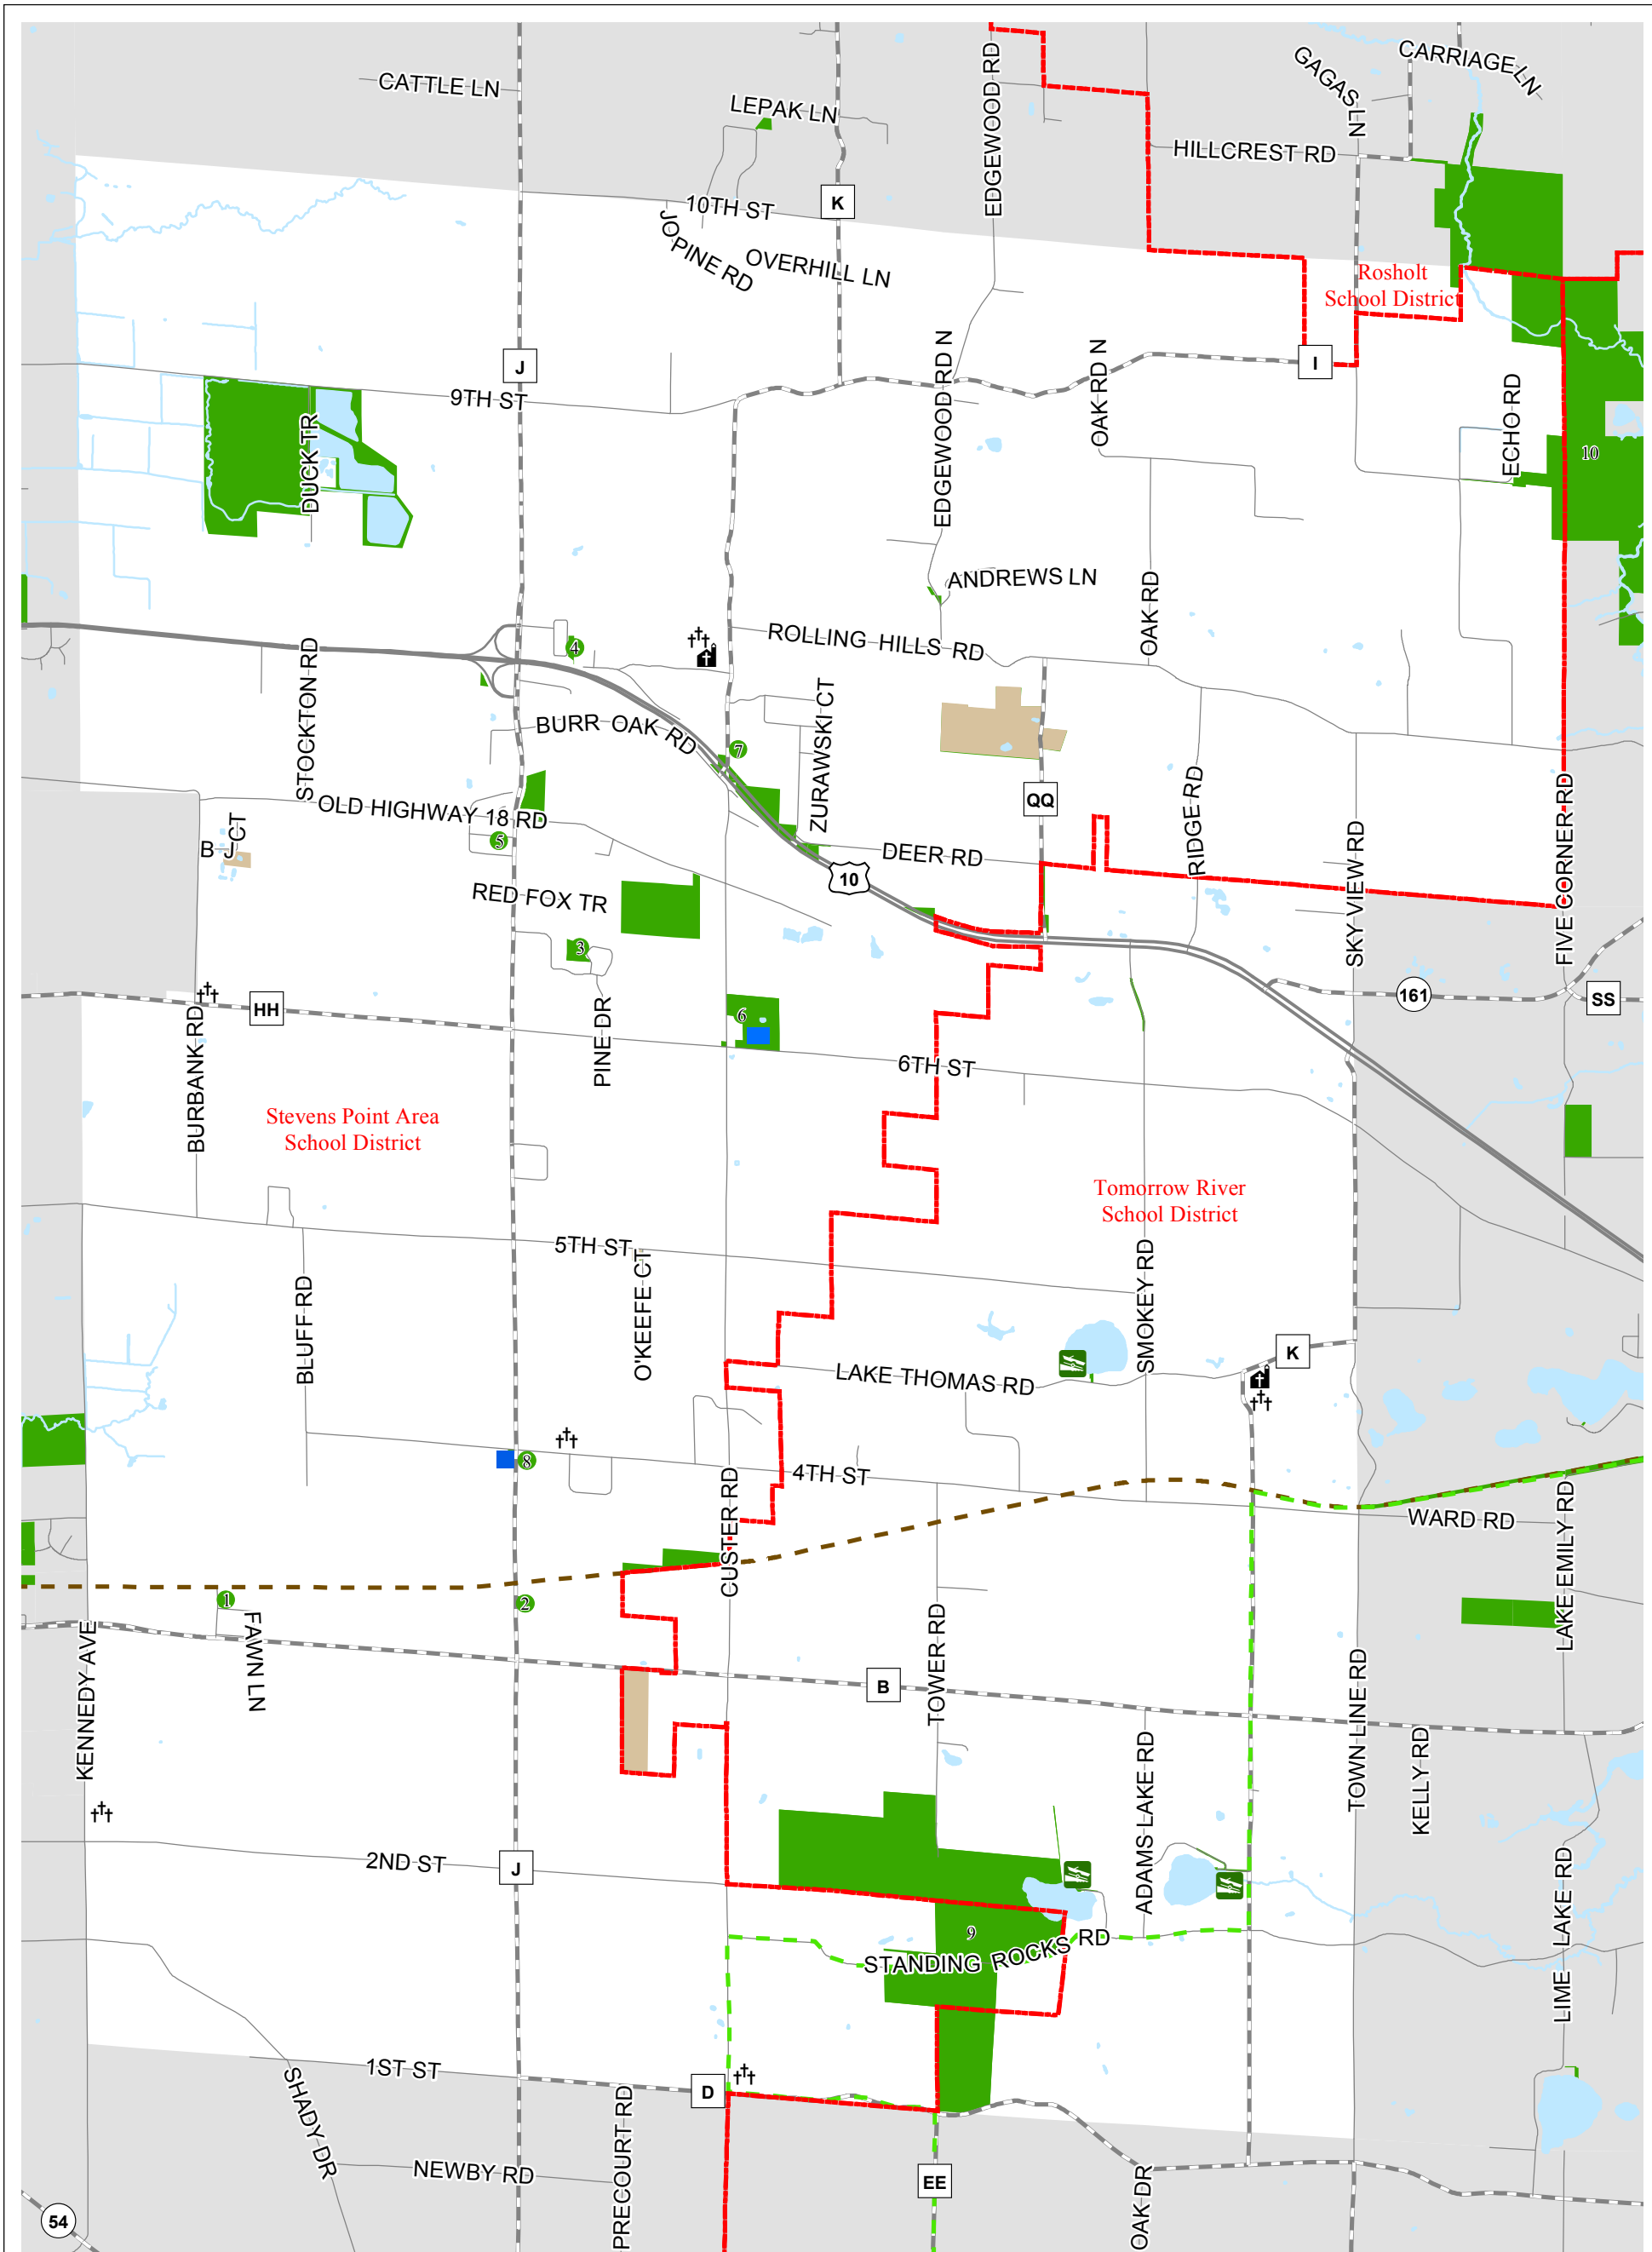 CATTLE LN
LEPAK LN
EDGEWOOD RD
GAGAS LN
CARRIAGE LN
HILLCREST RD
K
10TH ST
JO PINE RD
OVERHILL LN
Rosholt
School District
J
9TH ST
DUCK TR
EDGEWOOD RD N
OAK RD N
I
ECHO RD
10
ANDREWS LN
OAK RD
ROLLING HILLS RD
4
STOCKTON RD
BURR OAK RD
7
ZURAWSKI CT
QQ
RIDGE RD
OLD HIGHWAY 18 RD
5
B J CT
DEER RD
10
SKY VIEW RD
FIVE CORNER RD
RED FOX TR
3
161
SS
HH
6
BURBANK RD
PINE DR
6TH ST
Stevens Point Area
School District
Tomorrow River
School District
5TH ST
BLUFF RD
O'KEEFE CT
SMOKEY RD
K
LAKE THOMAS RD
8
4TH ST
CUSTER RD
WARD RD
LAKE EMILY RD
1
2
FAWN LN
KENNEDY AVE
TOWER RD
B
TOWN LINE RD
KELLY RD
ADAMS LAKE RD
2ND ST
J
9
STANDING ROCKS RD
LIME LAKE RD
1ST ST
D
SHADY DR
NEWBY RD
PRECOURT RD
EE
OAK DR
54